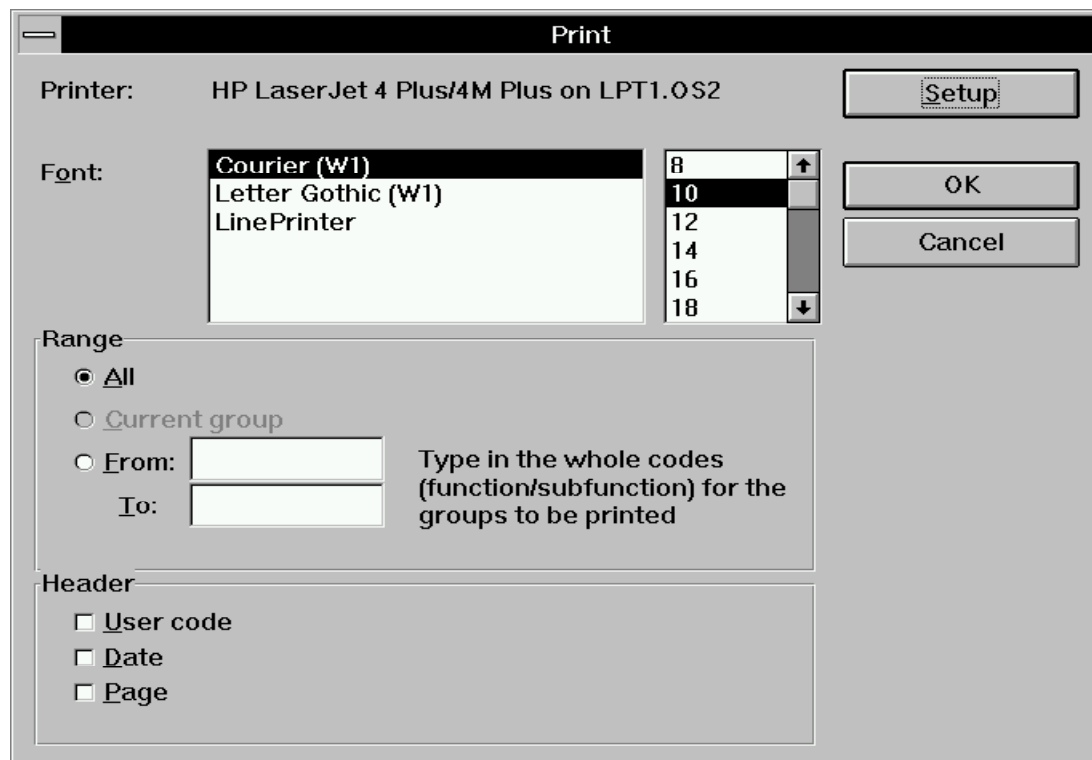 Print
Printer: HP LaserJet 4 Plus/4M Plus on LPT1.OS2
Setup
Font:
Courier (W1)
Letter Gothic (W1)
LinePrinter
8
10
12
14
16
18
OK
Cancel
Range
All
Current group
From:
To:
Type in the whole codes
(function/subfunction) for the
groups to be printed
Header
User code
Date
Page